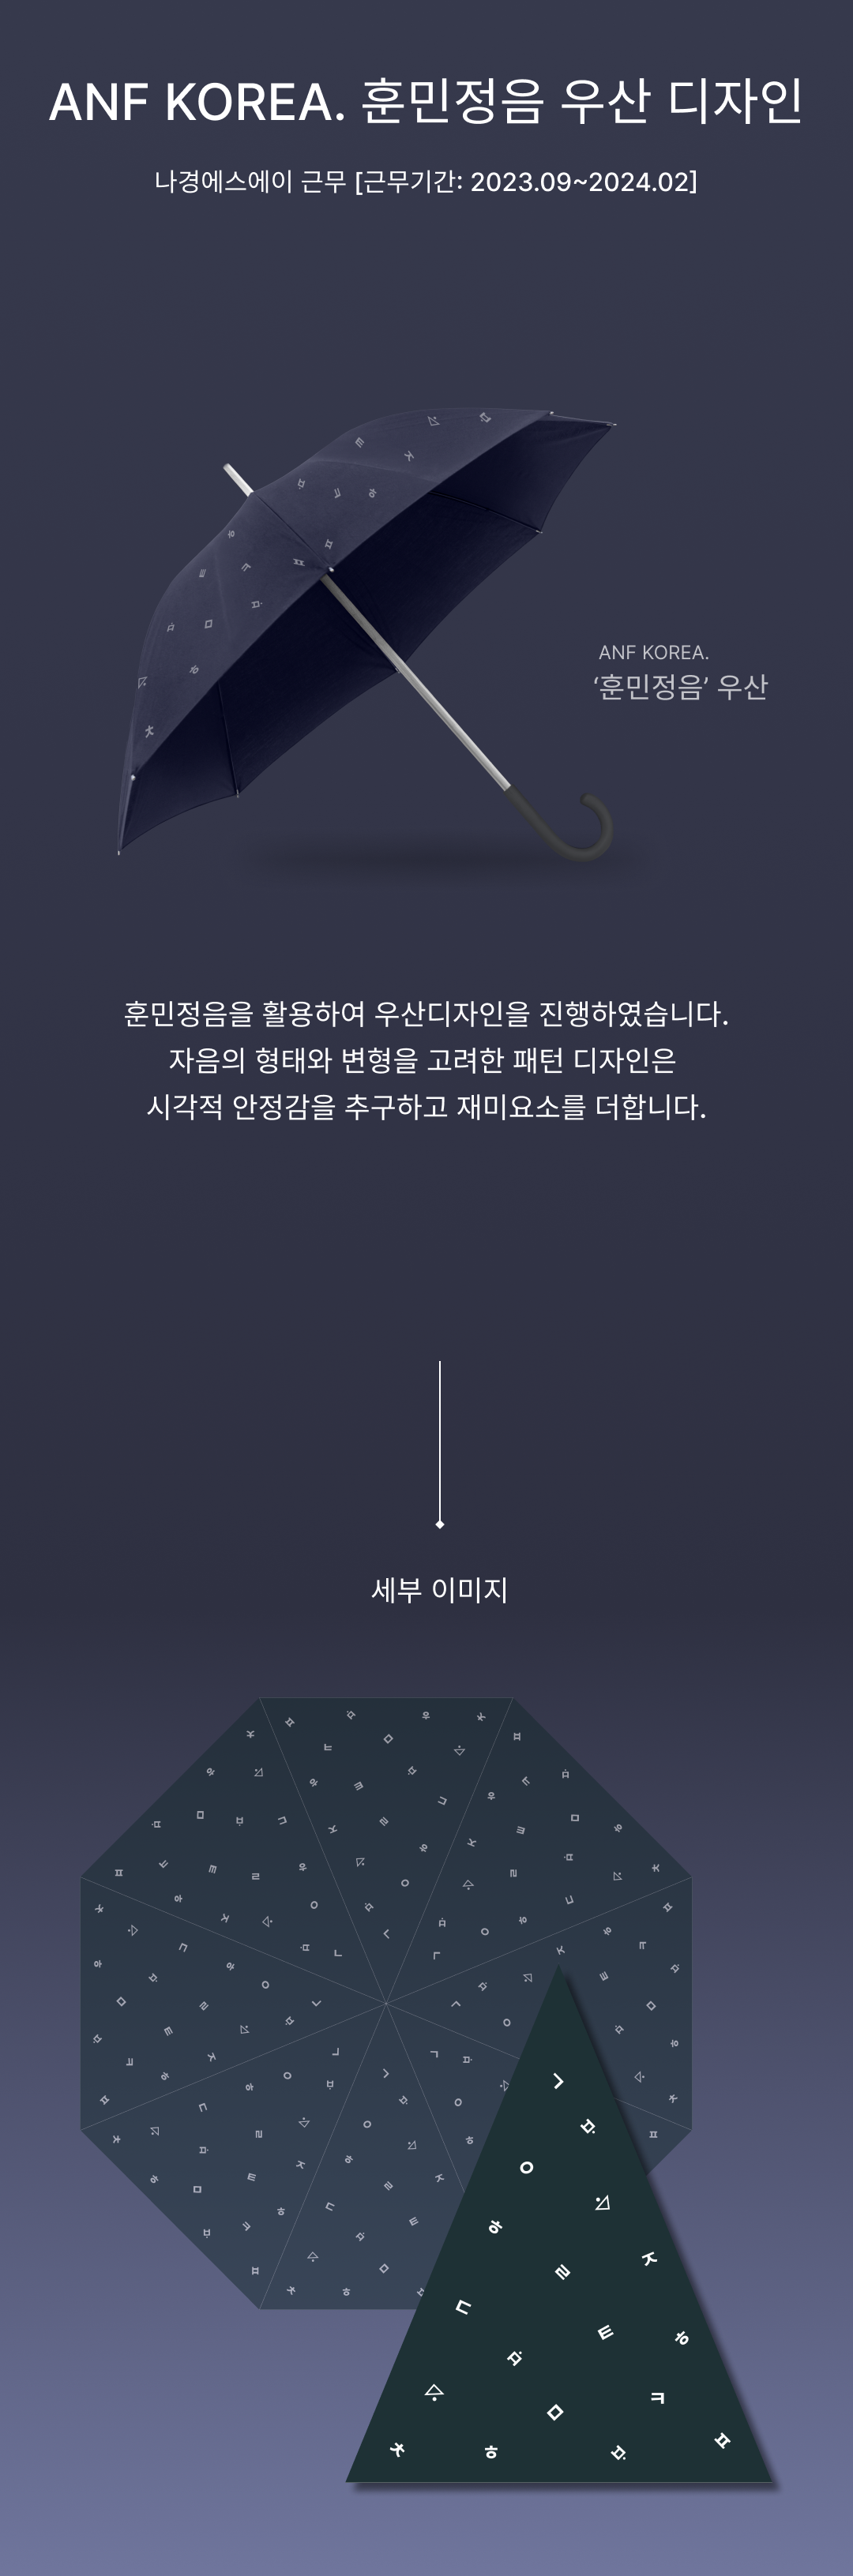 ANF KOREA. 훈민정음 우산 디자인
나경에스에이 근무 [근무기간: 2023.09~2024.02]
ANF KOREA.
‘훈민정음’ 우산
훈민정음을 활용하여 우산디자인을 진행하였습니다.
자음의 형태와 변형을 고려한 패턴 디자인은
시각적 안정감을 추구하고 재미요소를 더합니다.
세부 이미지